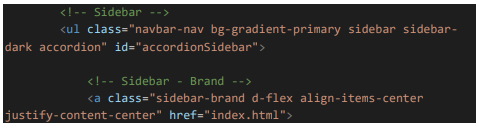 <!-- Sidebar -->
<ul class="navbar-nav bg-gradient-primary sidebar sidebar-
dark accordion" id="accordionSidebar">
<!-- Sidebar - Brand -->
<a class="sidebar-brand d-flex align-items-center
justify-content-center" href="index.html">